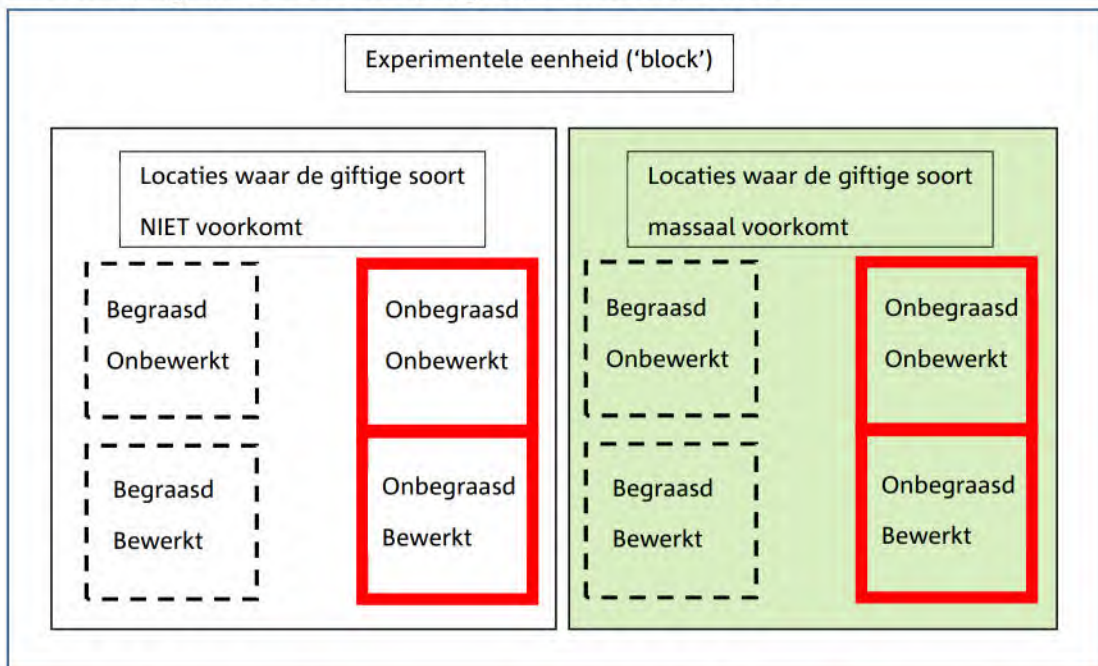 Experimentele eenheid (‘block’)
Locaties waar de giftige soort
NIET voorkomt
Begraasd
Onbewerkt
Onbegraasd
Onbewerkt
Begraasd
Bewerkt
Onbegraasd
Bewerkt
Locaties waar de giftige soort
massaal voorkomt
Begraasd
Onbewerkt
Onbegraasd
Onbewerkt
Begraasd
Bewerkt
Onbegraasd
Bewerkt